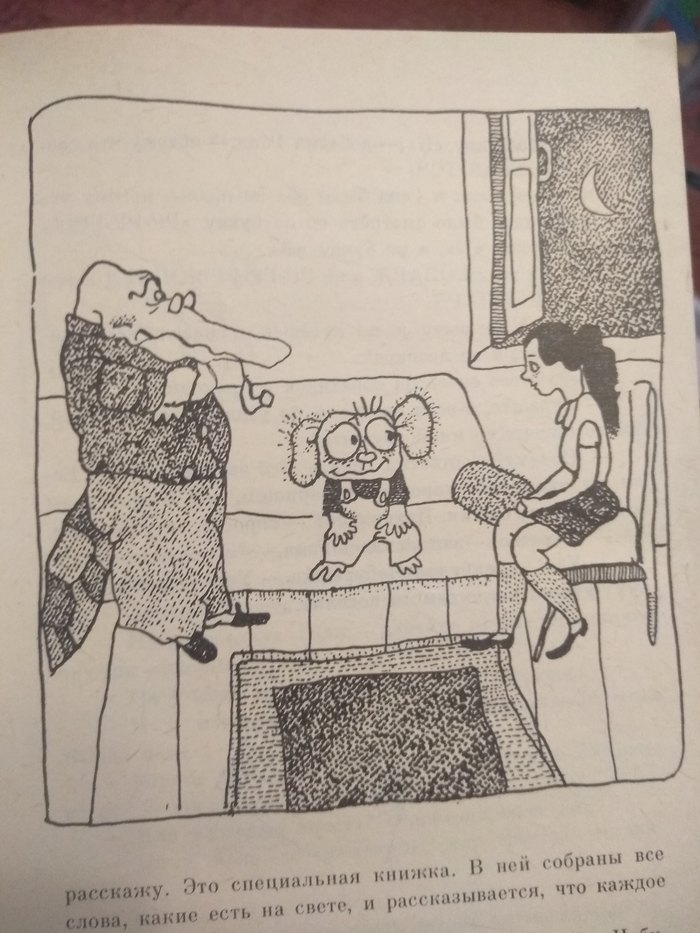 расскажу. Это специальная книжка. В ней собраны все
слова, какие есть на свете, и рассказывается, что каждое